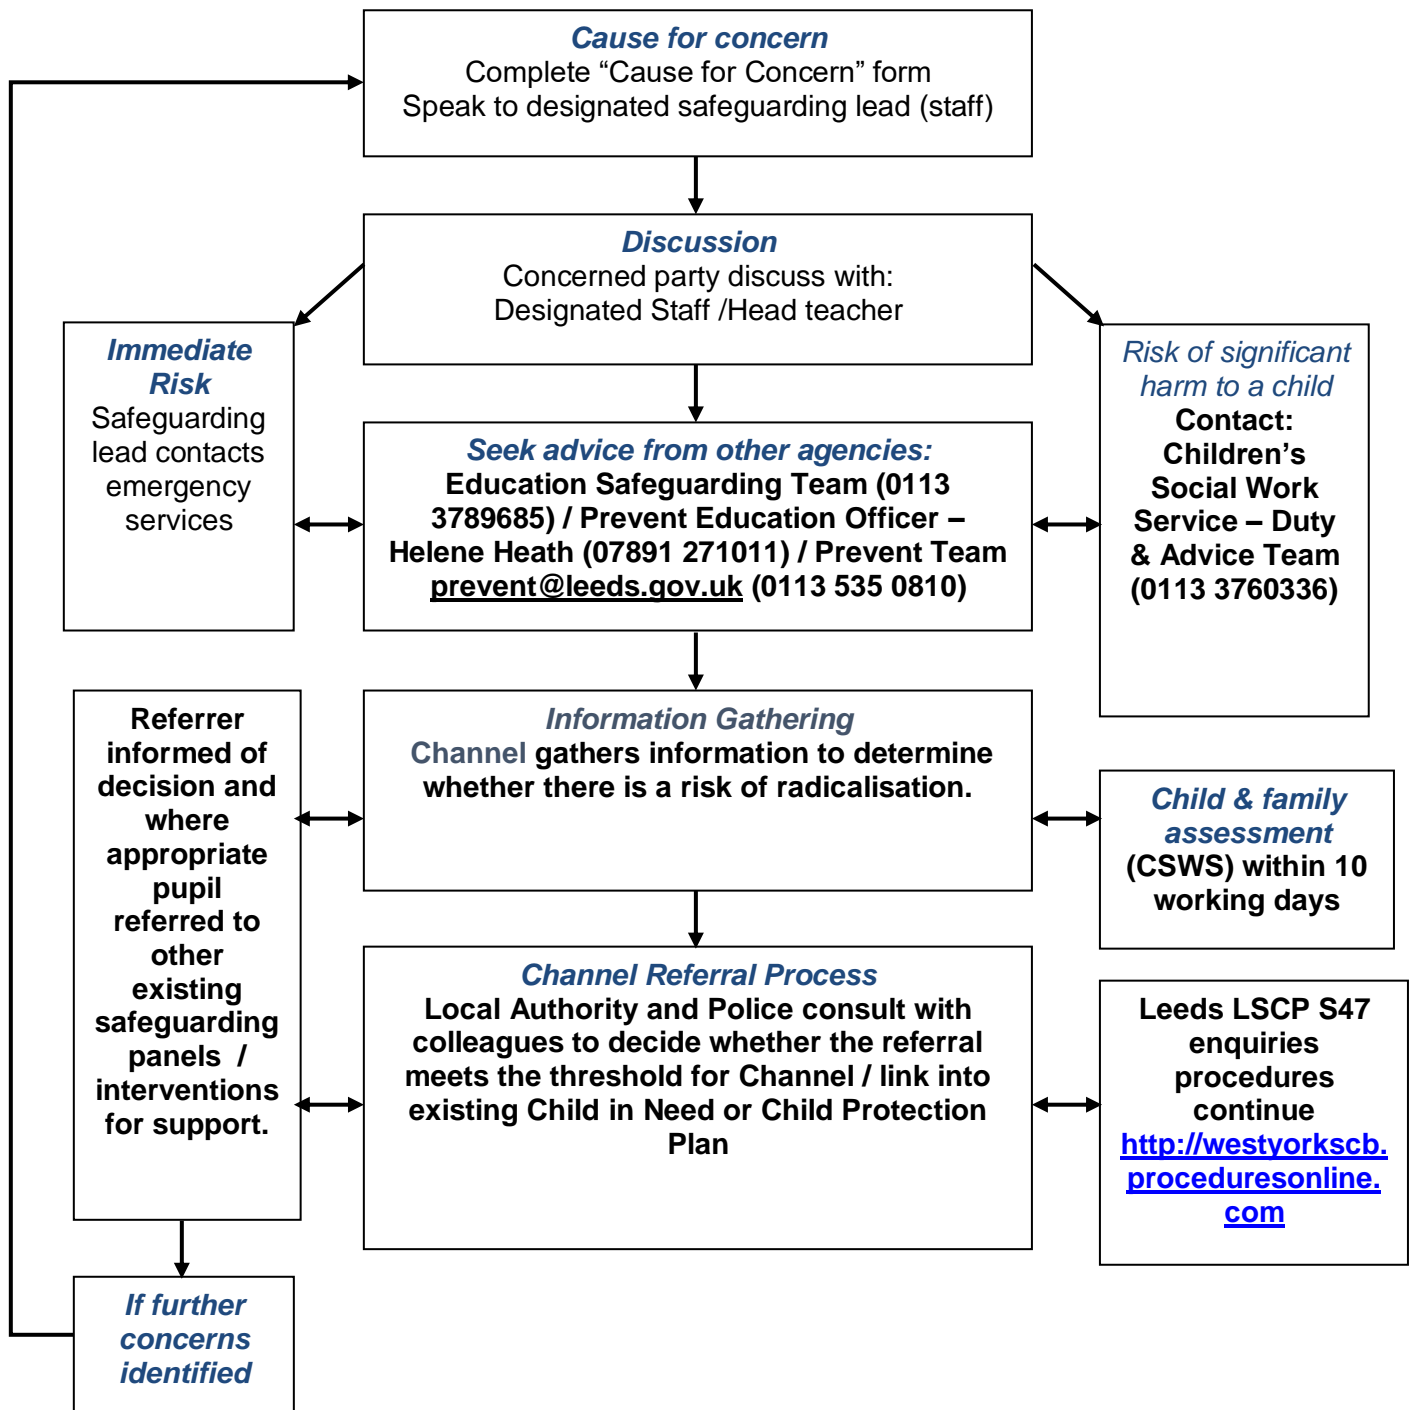 Cause for concern
Complete “Cause for Concern” form
Speak to designated safeguarding lead (staff)
Discussion
Concerned party discuss with:
Designated Staff /Head teacher
Immediate
Risk
Safeguarding
lead contacts
emergency
services
Seek advice from other agencies:
Education Safeguarding Team (0113
3789685) / Prevent Education Officer –
Helene Heath (07891 271011) / Prevent Team
prevent@leeds.gov.uk (0113 535 0810)
Risk of significant
harm to a child
Contact:
Children’s
Social Work
Service – Duty
& Advice Team
(0113 3760336)
Referrer
informed of
decision and
where
appropriate
pupil
referred to
other
existing
safeguarding
panels /
interventions
for support.
Information Gathering
Channel gathers information to determine
whether there is a risk of radicalisation.
Child & family
assessment
(CSWS) within 10
working days
Channel Referral Process
Local Authority and Police consult with
colleagues to decide whether the referral
meets the threshold for Channel / link into
existing Child in Need or Child Protection
Plan
Leeds LSCP S47
enquiries
procedures
continue
http://westyorkscb.
proceduresonline.
com
If further
concerns
identified